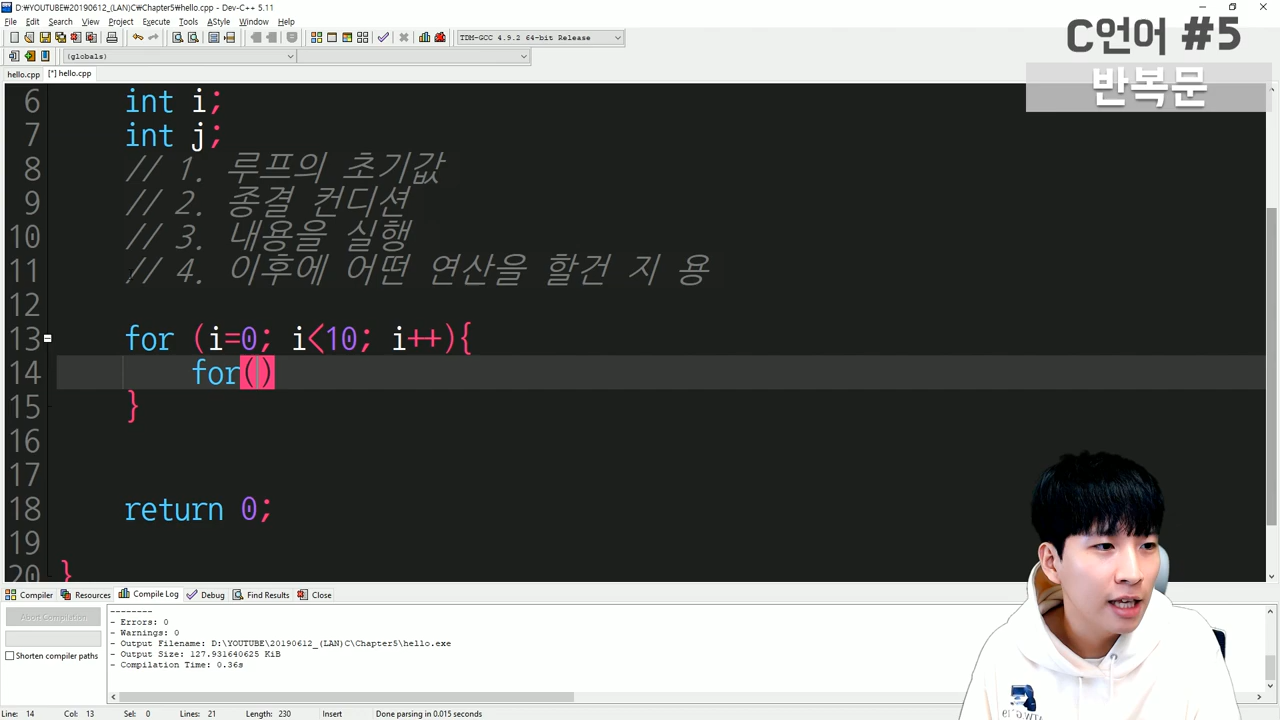 D:\YOUTUBE\20190612_(LAN)C\Chapter5\hello.cpp - Dev-C++ 5.11
File Edit Search View Project Execute Tools AStyle Window Help
TDM-GCC 4.9.2 64-bit Release
(globals)
hello.cpp [*] hello.cpp
C언어 #5
반복문
6 int i;
7 int j;
8 // 1. 루프의 초기값
9 // 2. 종결 컨디션
10 // 3. 내용을 실행
11 // 4. 이후에 어떤 연산을 할건 지 용
12
13 for (i=0; i<10; i++){
14 for()
15 }
16
17
18 return 0;
19
20 }
Compiler Resources Compile Log Debug Find Results Close
Abort Compilation
Shorten compiler paths
--------
- Errors: 0
- Warnings: 0
- Output Filename: D:\YOUTUBE\20190612_(LAN)C\Chapter5\hello.exe
- Output Size: 127.931640625 KiB
- Compilation Time: 0.36s
Line: 14 Col: 13 Sel: 0 Lines: 21 Length: 230 Insert Done parsing in 0.015 seconds